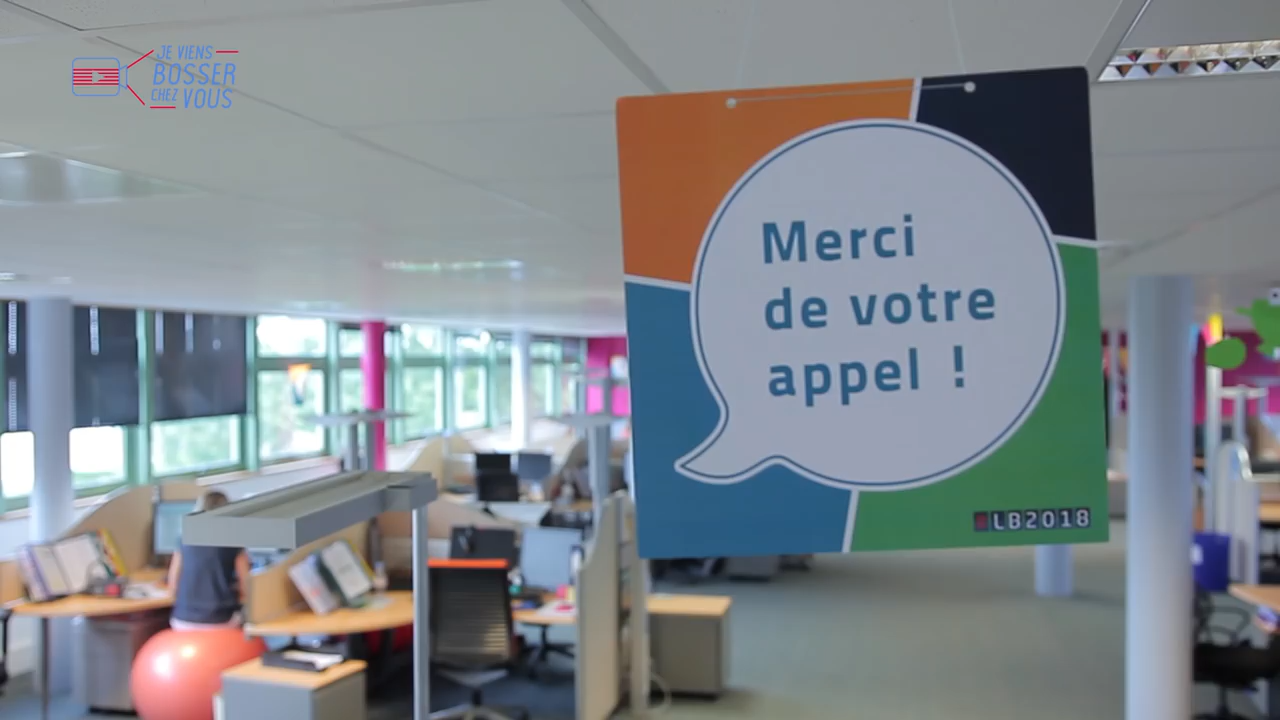 JE VIENS
BOSSER
CHEZ VOUS
Merci
de votre
appel !
LB2018